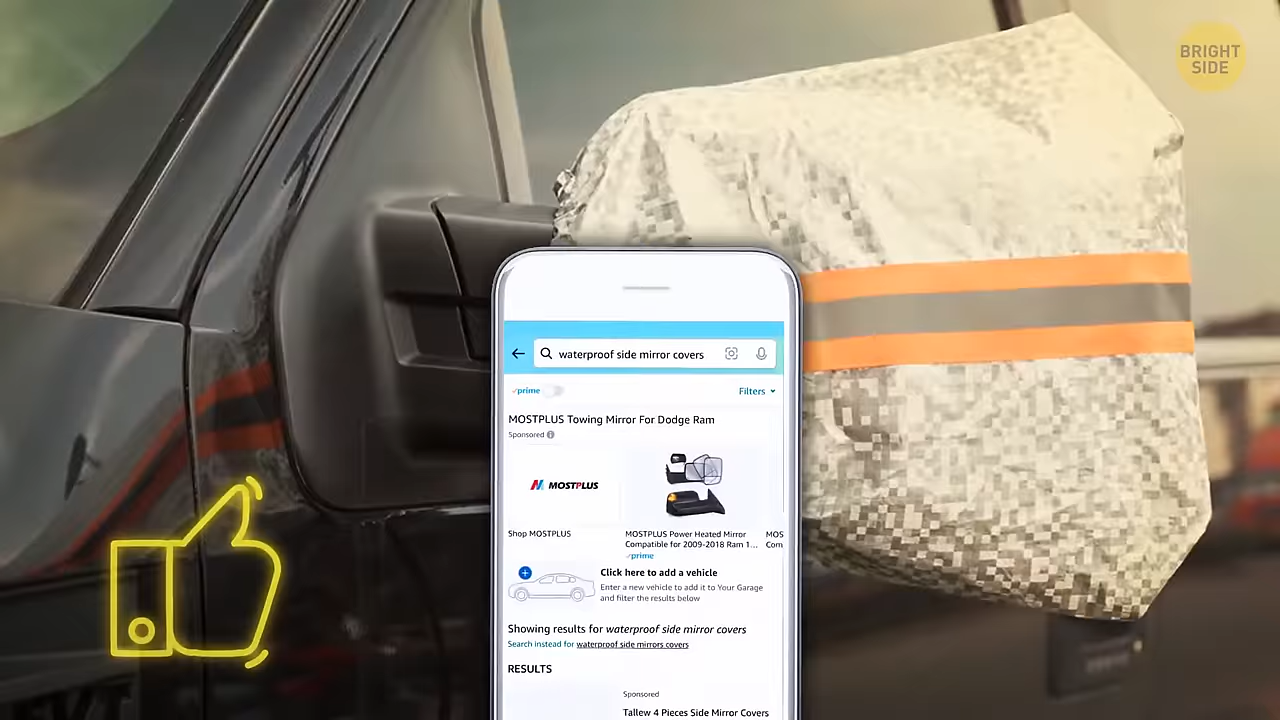 BRIGHT
SIDE
waterproof side mirror covers
prime
Filters
MOSTPLUS Towing Mirror For Dodge Ram
Sponsored
MOSTPLUS
Shop MOSTPLUS
MOSTPLUS Power Heated Mirror
Compatible for 2009-2018 Ram 1...
MOS
Com
prime
Click here to add a vehicle
Enter a new vehicle to add it to Your Garage
and filter the results below
Showing results for waterproof side mirror covers
Search instead for waterproof side mirrors covers
RESULTS
Sponsored
Tallew 4 Pieces Side Mirror Covers